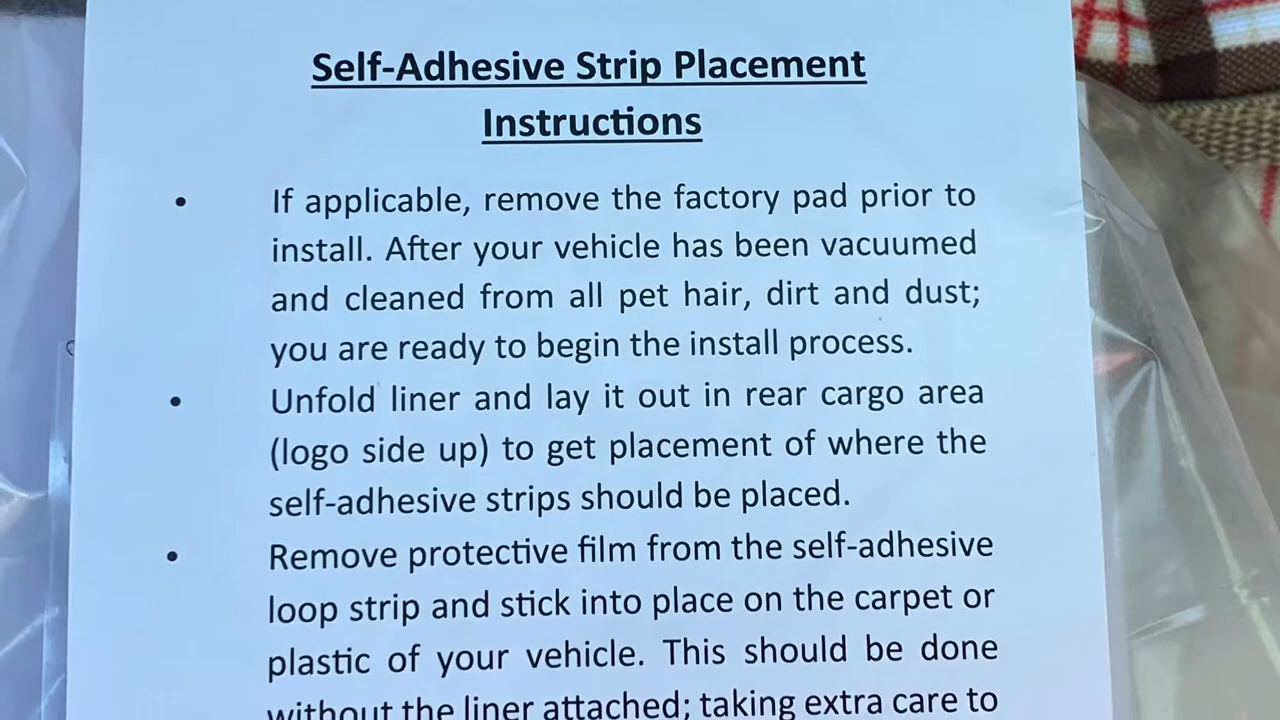 Self-Adhesive Strip Placement
Instructions
• If applicable, remove the factory pad prior to
install. After your vehicle has been vacuumed
and cleaned from all pet hair, dirt and dust;
you are ready to begin the install process.
• Unfold liner and lay it out in rear cargo area
(logo side up) to get placement of where the
self-adhesive strips should be placed.
• Remove protective film from the self-adhesive
loop strip and stick into place on the carpet or
plastic of your vehicle. This should be done
without the liner attached; taking extra care to